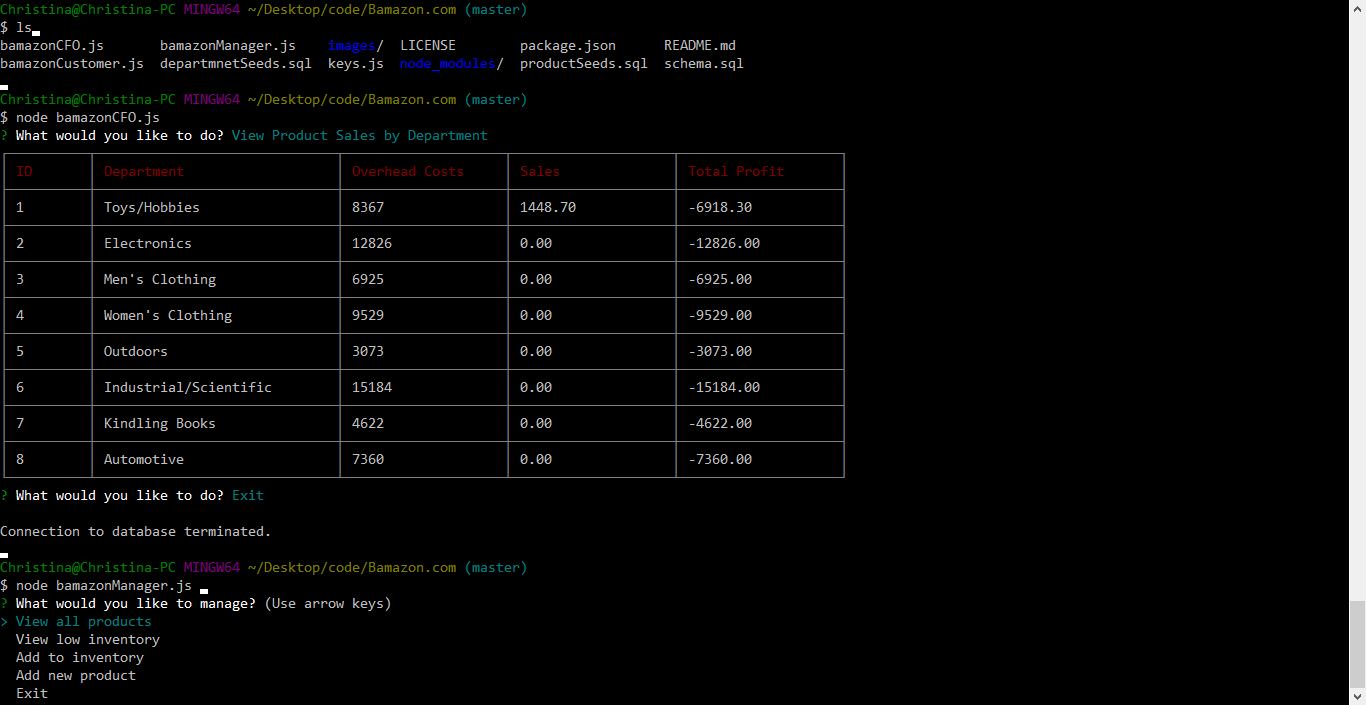 Christina@Christina-PC MINGW64 ~/Desktop/code/Bamazon.com (master)
$ ls
bamazonCFO.js bamazonManager.js images/ LICENSE package.json README.md
bamazonCustomer.js departmnetSeeds.sql keys.js node_modules/ productSeeds.sql schema.sql
Christina@Christina-PC MINGW64 ~/Desktop/code/Bamazon.com (master)
$ node bamazonCFO.js
? What would you like to do? View Product Sales by Department
ID Department Overhead Costs Sales Total Profit
1 Toys/Hobbies 8367 1448.70 -6918.30
2 Electronics 12826 0.00 -12826.00
3 Men's Clothing 6925 0.00 -6925.00
4 Women's Clothing 9529 0.00 -9529.00
5 Outdoors 3073 0.00 -3073.00
6 Industrial/Scientific 15184 0.00 -15184.00
7 Kindling Books 4622 0.00 -4622.00
8 Automotive 7360 0.00 -7360.00
? What would you like to do? Exit
Connection to database terminated.
Christina@Christina-PC MINGW64 ~/Desktop/code/Bamazon.com (master)
$ node bamazonManager.js
? What would you like to manage? (Use arrow keys)
> View all products
View low inventory
Add to inventory
Add new product
Exit